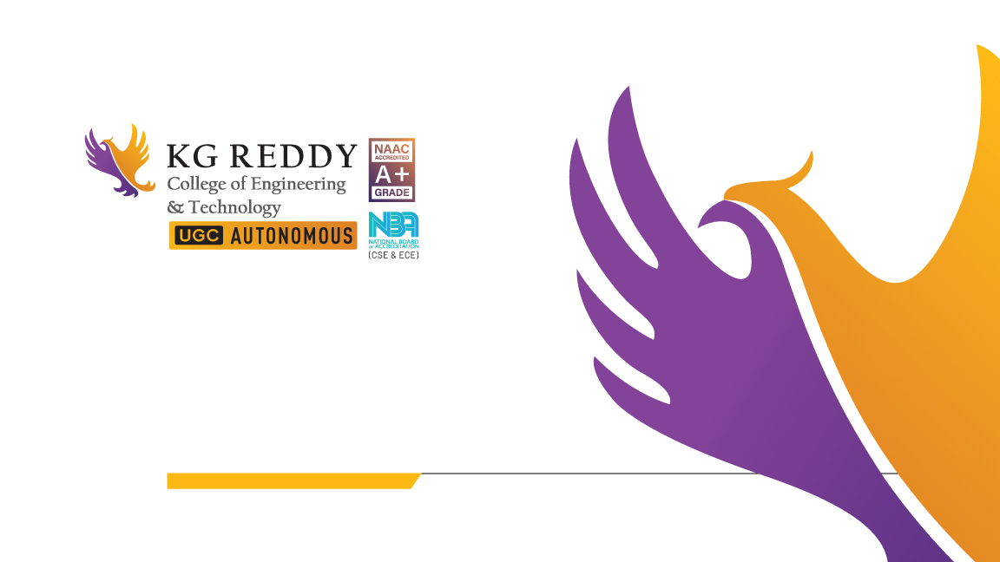 KG REDDY
College of Engineering
& Technology
UGC AUTONOMOUS
NAAC
ACCREDITED
A+
GRADE
NBA
NATIONAL BOARD
of ACCREDITATION
(CSE & ECE)